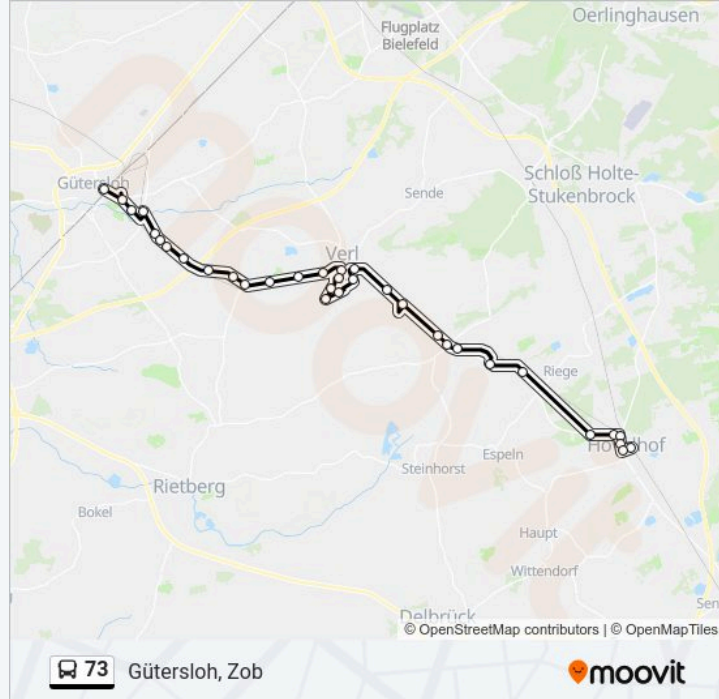 Oerlinghausen
Flugplatz
Bielefeld
Schloß Holte-
Stukenbrock
Gütersloh
Sende
Verl
Riege
Steinhorst
Espeln
Rietberg
Bokel
Haupt
Wittendorf
Delbrück
© OpenStreetMap contributors | © OpenMapTiles
73 Gütersloh, Zob
moovit